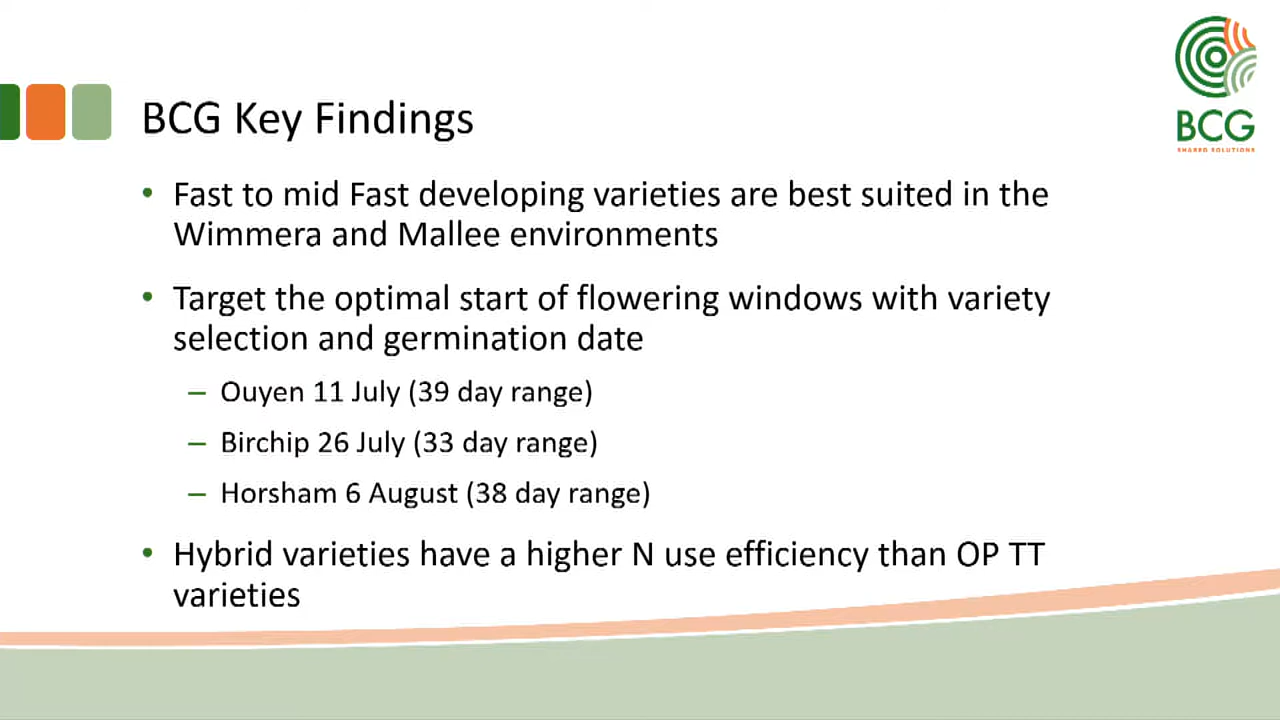 BCG
SHARED SOLUTIONS
BCG Key Findings
• Fast to mid Fast developing varieties are best suited in the
Wimmera and Mallee environments
• Target the optimal start of flowering windows with variety
selection and germination date
– Ouyen 11 July (39 day range)
– Birchip 26 July (33 day range)
– Horsham 6 August (38 day range)
• Hybrid varieties have a higher N use efficiency than OP TT
varieties